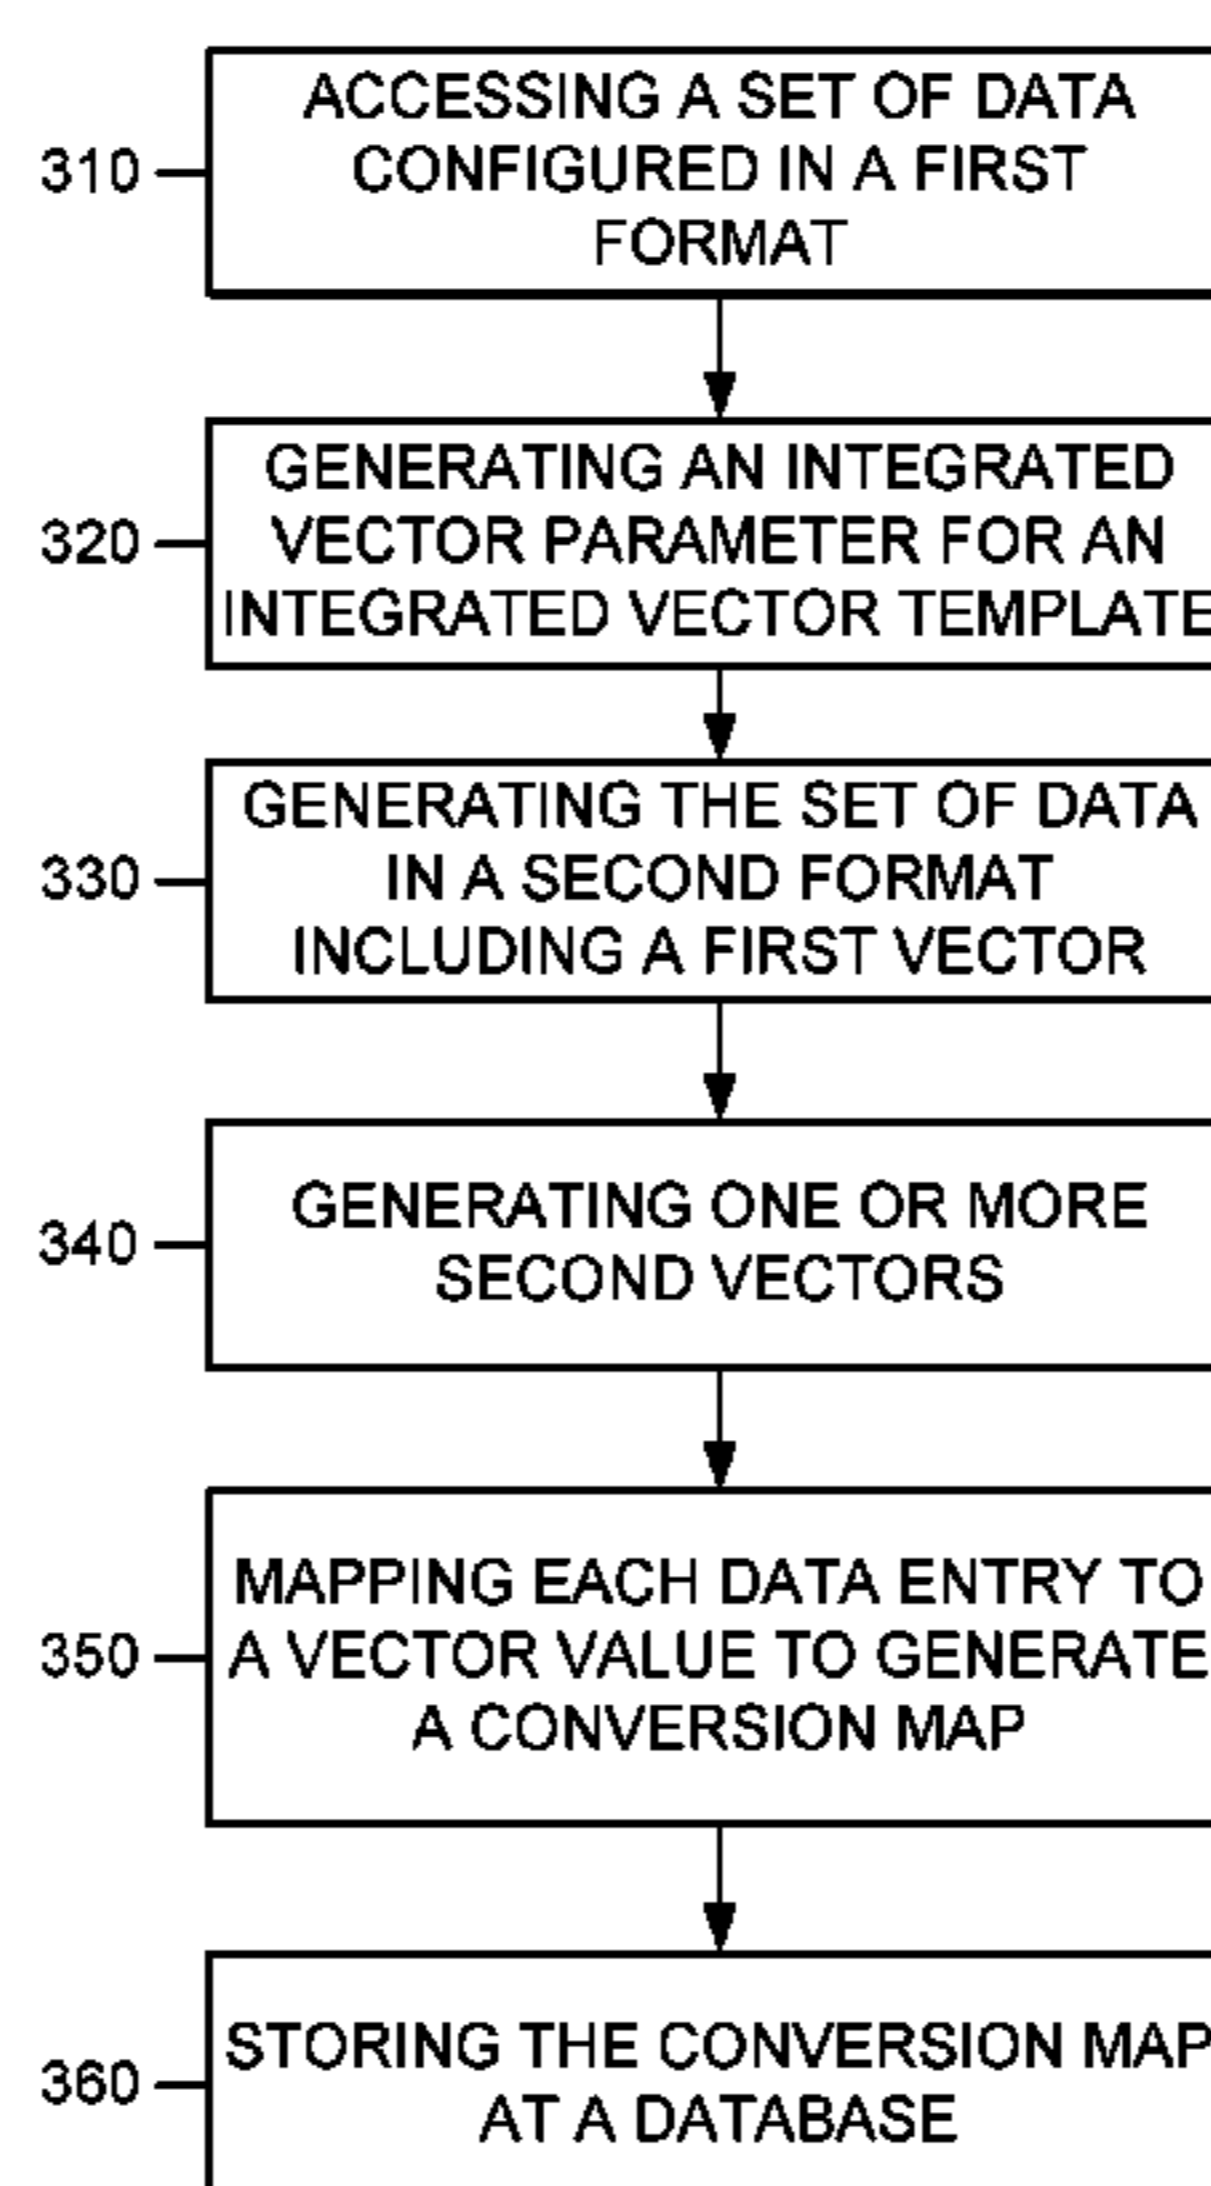 310
ACCESSING A SET OF DATA
CONFIGURED IN A FIRST
FORMAT
320
GENERATING AN INTEGRATED
VECTOR PARAMETER FOR AN
INTEGRATED VECTOR TEMPLATE
330
GENERATING THE SET OF DATA
IN A SECOND FORMAT
INCLUDING A FIRST VECTOR
340
GENERATING ONE OR MORE
SECOND VECTORS
350
MAPPING EACH DATA ENTRY TO
A VECTOR VALUE TO GENERATE
A CONVERSION MAP
360
STORING THE CONVERSION MAP
AT A DATABASE